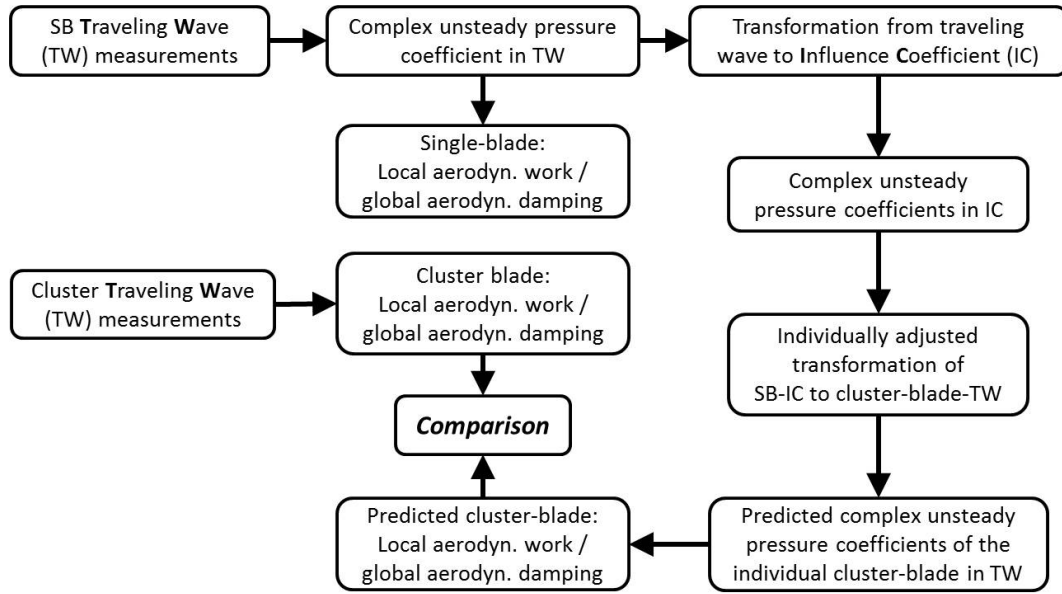 SB Traveling Wave
(TW) measurements
Complex unsteady pressure
coefficient in TW
Transformation from traveling
wave to Influence Coefficient (IC)
Single-blade:
Local aerodyn. work /
global aerodyn. damping
Complex unsteady
pressure coefficients in IC
Cluster Traveling Wave
(TW) measurements
Cluster blade:
Local aerodyn. work /
global aerodyn. damping
Individually adjusted
transformation of
SB-IC to cluster-blade-TW
Comparison
Predicted cluster-blade:
Local aerodyn. work /
global aerodyn. damping
Predicted complex unsteady
pressure coefficients of the
individual cluster-blade in TW